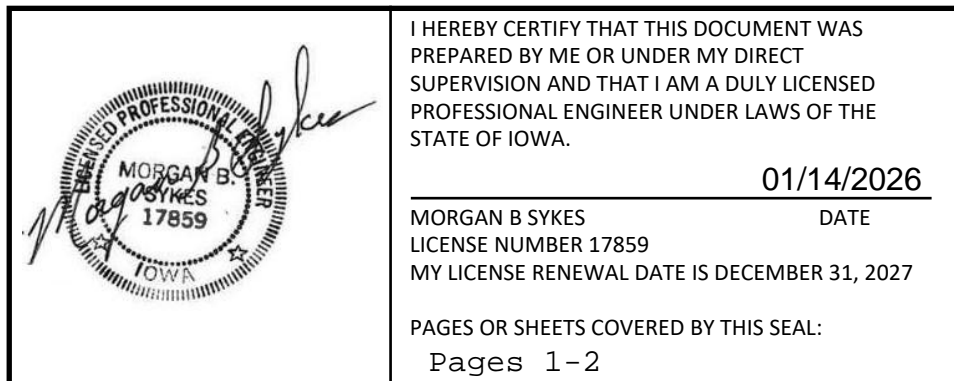 LICENSED PROFESSIONAL ENGINEER
MORGAN B.
SYKES
17859
IOWA
Morgan B Sykes
I HEREBY CERTIFY THAT THIS DOCUMENT WAS
PREPARED BY ME OR UNDER MY DIRECT
SUPERVISION AND THAT I AM A DULY LICENSED
PROFESSIONAL ENGINEER UNDER LAWS OF THE
STATE OF IOWA.
01/14/2026
MORGAN B SYKES DATE
LICENSE NUMBER 17859
MY LICENSE RENEWAL DATE IS DECEMBER 31, 2027
PAGES OR SHEETS COVERED BY THIS SEAL:
Pages 1-2